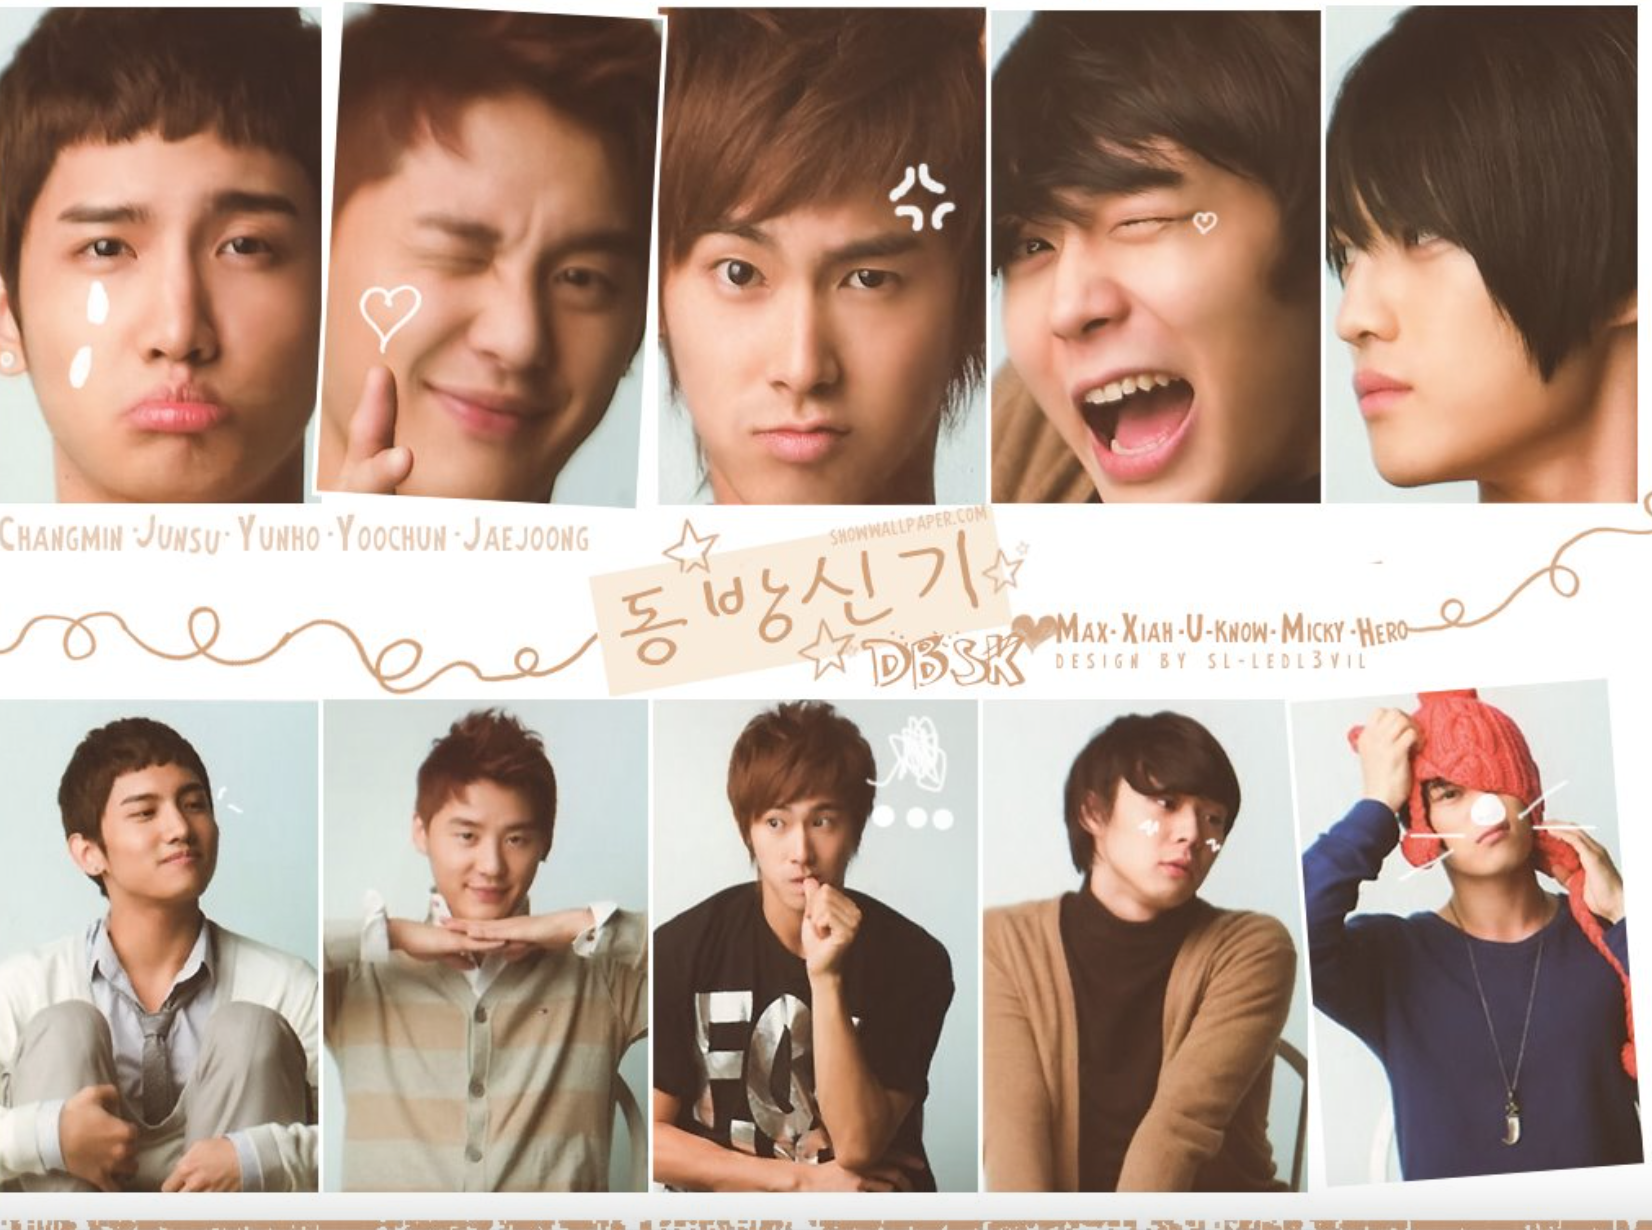 CHANGMIN · JUNSU · YUNHO · YOOCHUN · JAEJOONG
SHOWWALLPAPER.COM
동방신기
DBSK
MAX · XIAH · U-KNOW · MICKY · HERO
DESIGN BY SL-LEDL3VIL